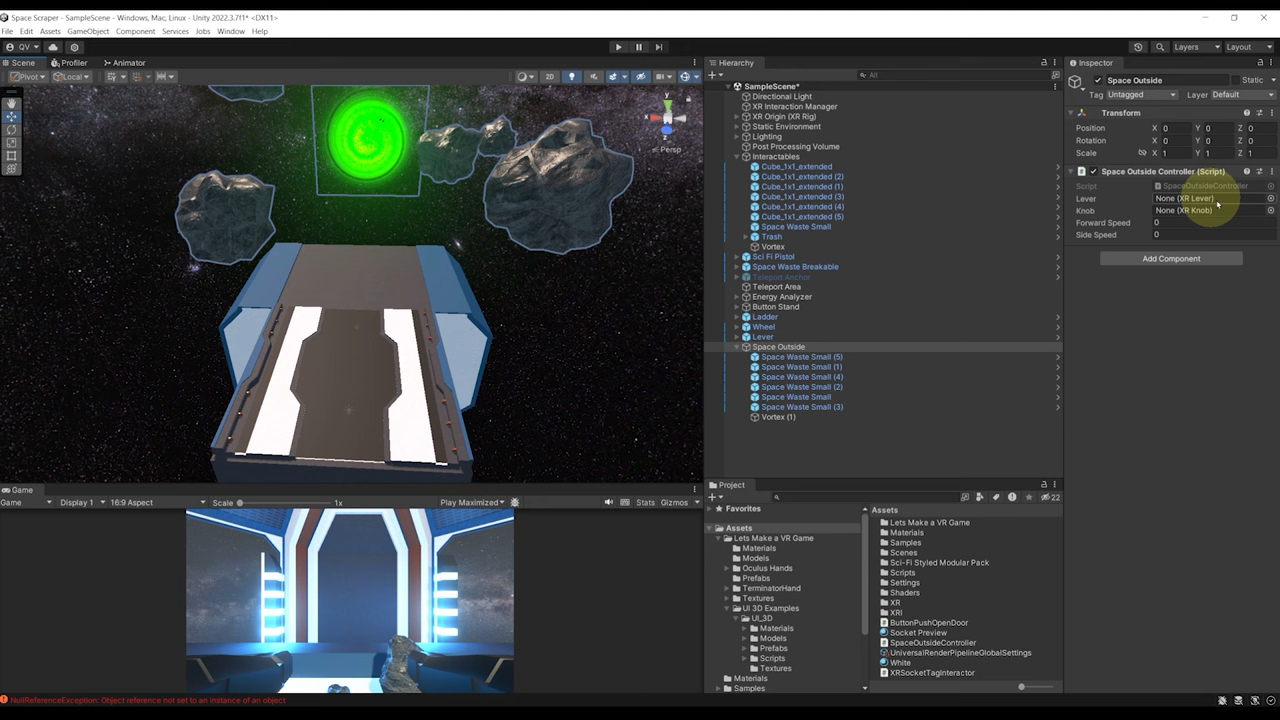 Space Scraper - SampleScene - Windows, Mac, Linux - Unity 2022.3.7f1* <DX11>
File Edit Assets GameObject Component Services Jobs Window Help
QV Layers Layout
Scene Profiler Animator
Pivot Local 2D
y
x
Persp
Hierarchy
All
SampleScene*
Directional Light
XR Interaction Manager
XR Origin (XR Rig)
Static Environment
Lighting
Post Processing Volume
Interactables
Cube_1x1_extended
Cube_1x1_extended (2)
Cube_1x1_extended (1)
Cube_1x1_extended (3)
Cube_1x1_extended (4)
Cube_1x1_extended (5)
Space Waste Small
Trash
Vortex
Sci Fi Pistol
Space Waste Breakable
Teleport Anchor
Teleport Area
Energy Analyzer
Button Stand
Ladder
Wheel
Lever
Space Outside
Space Waste Small (5)
Space Waste Small (1)
Space Waste Small (4)
Space Waste Small (2)
Space Waste Small
Space Waste Small (3)
Vortex (1)
Inspector
Space Outside Static
Tag Untagged Layer Default
Transform
Position X 0 Y 0 Z 0
Rotation X 0 Y 0 Z 0
Scale X 1 Y 1 Z 1
Space Outside Controller (Script)
Script SpaceOutsideController
Lever None (XR Lever)
Knob None (XR Knob)
Forward Speed 0
Side Speed 0
Add Component
Game
Game Display 1 16:9 Aspect Scale 1x Play Maximized Stats Gizmos
Project
22
Favorites
Assets
Lets Make a VR Game
Materials
Models
Oculus Hands
Prefabs
TerminatorHand
Textures
UI 3D Examples
UI_3D
Materials
Models
Prefabs
Scripts
Textures
Materials
Samples
Assets
Lets Make a VR Game
Materials
Samples
Scenes
Sci-Fi Styled Modular Pack
Scripts
Settings
Shaders
XR
XRI
ButtonPushOpenDoor
Socket Preview
SpaceOutsideController
UniversalRenderPipelineGlobalSettings
White
XRSocketTagInteractor
NullReferenceException: Object reference not set to an instance of an object